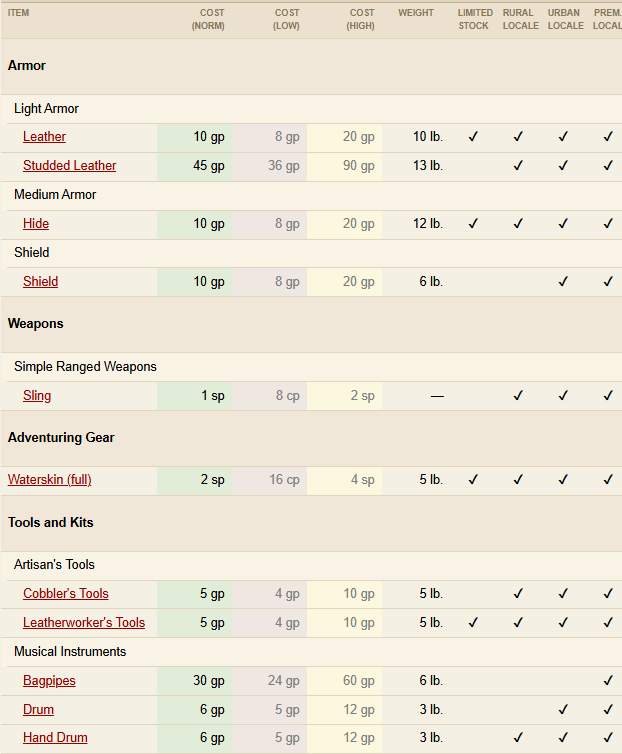 ITEM COST (NORM) COST (LOW) COST (HIGH) WEIGHT LIMITED STOCK RURAL LOCALE URBAN LOCALE PREM. LOCAL
Armor
Light Armor
Leather 10 gp 8 gp 20 gp 10 lb. ✓ ✓ ✓ ✓
Studded Leather 45 gp 36 gp 90 gp 13 lb. ✓ ✓ ✓
Medium Armor
Hide 10 gp 8 gp 20 gp 12 lb. ✓ ✓ ✓ ✓
Shield
Shield 10 gp 8 gp 20 gp 6 lb. ✓ ✓
Weapons
Simple Ranged Weapons
Sling 1 sp 8 cp 2 sp — ✓ ✓ ✓
Adventuring Gear
Waterskin (full) 2 sp 16 cp 4 sp 5 lb. ✓ ✓ ✓ ✓
Tools and Kits
Artisan's Tools
Cobbler's Tools 5 gp 4 gp 10 gp 5 lb. ✓ ✓ ✓
Leatherworker's Tools 5 gp 4 gp 10 gp 5 lb. ✓ ✓ ✓ ✓
Musical Instruments
Bagpipes 30 gp 24 gp 60 gp 6 lb. ✓
Drum 6 gp 5 gp 12 gp 3 lb. ✓ ✓
Hand Drum 6 gp 5 gp 12 gp 3 lb. ✓ ✓ ✓